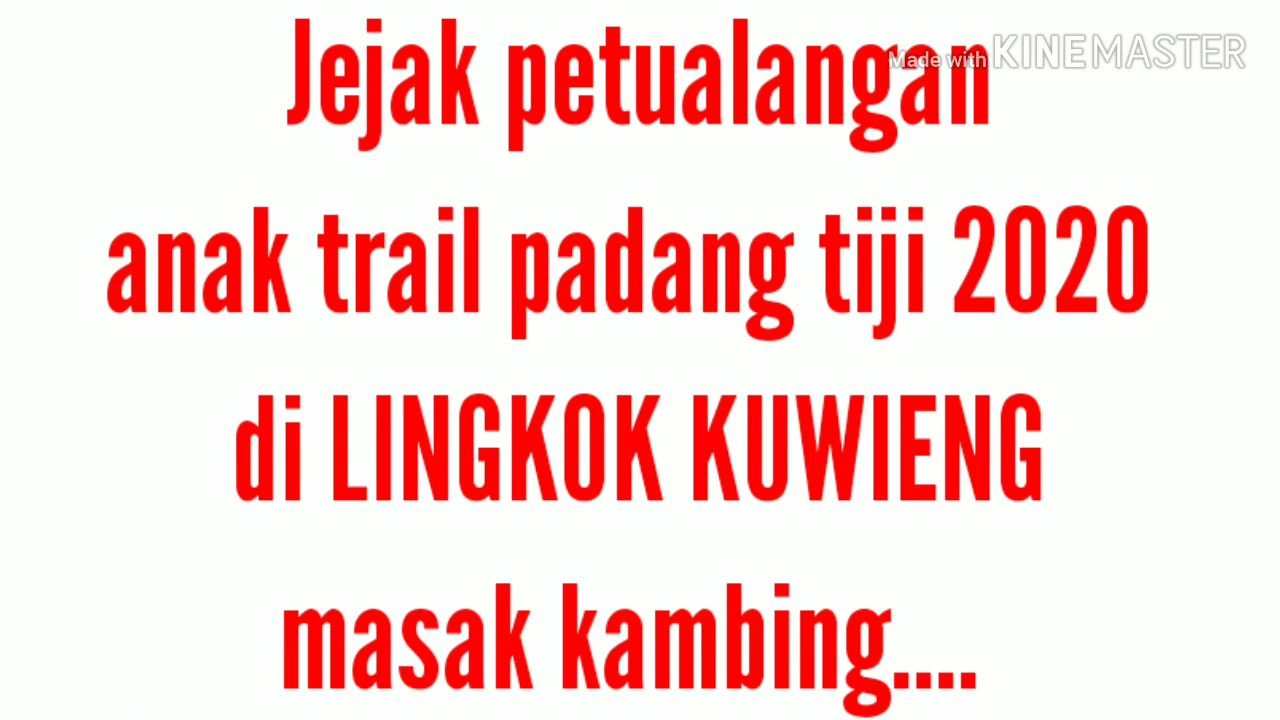 Jejak petualangan
Made with KINEMASTER
anak trail padang tiji 2020
di LINGKOK KUWIENG
masak kambing....